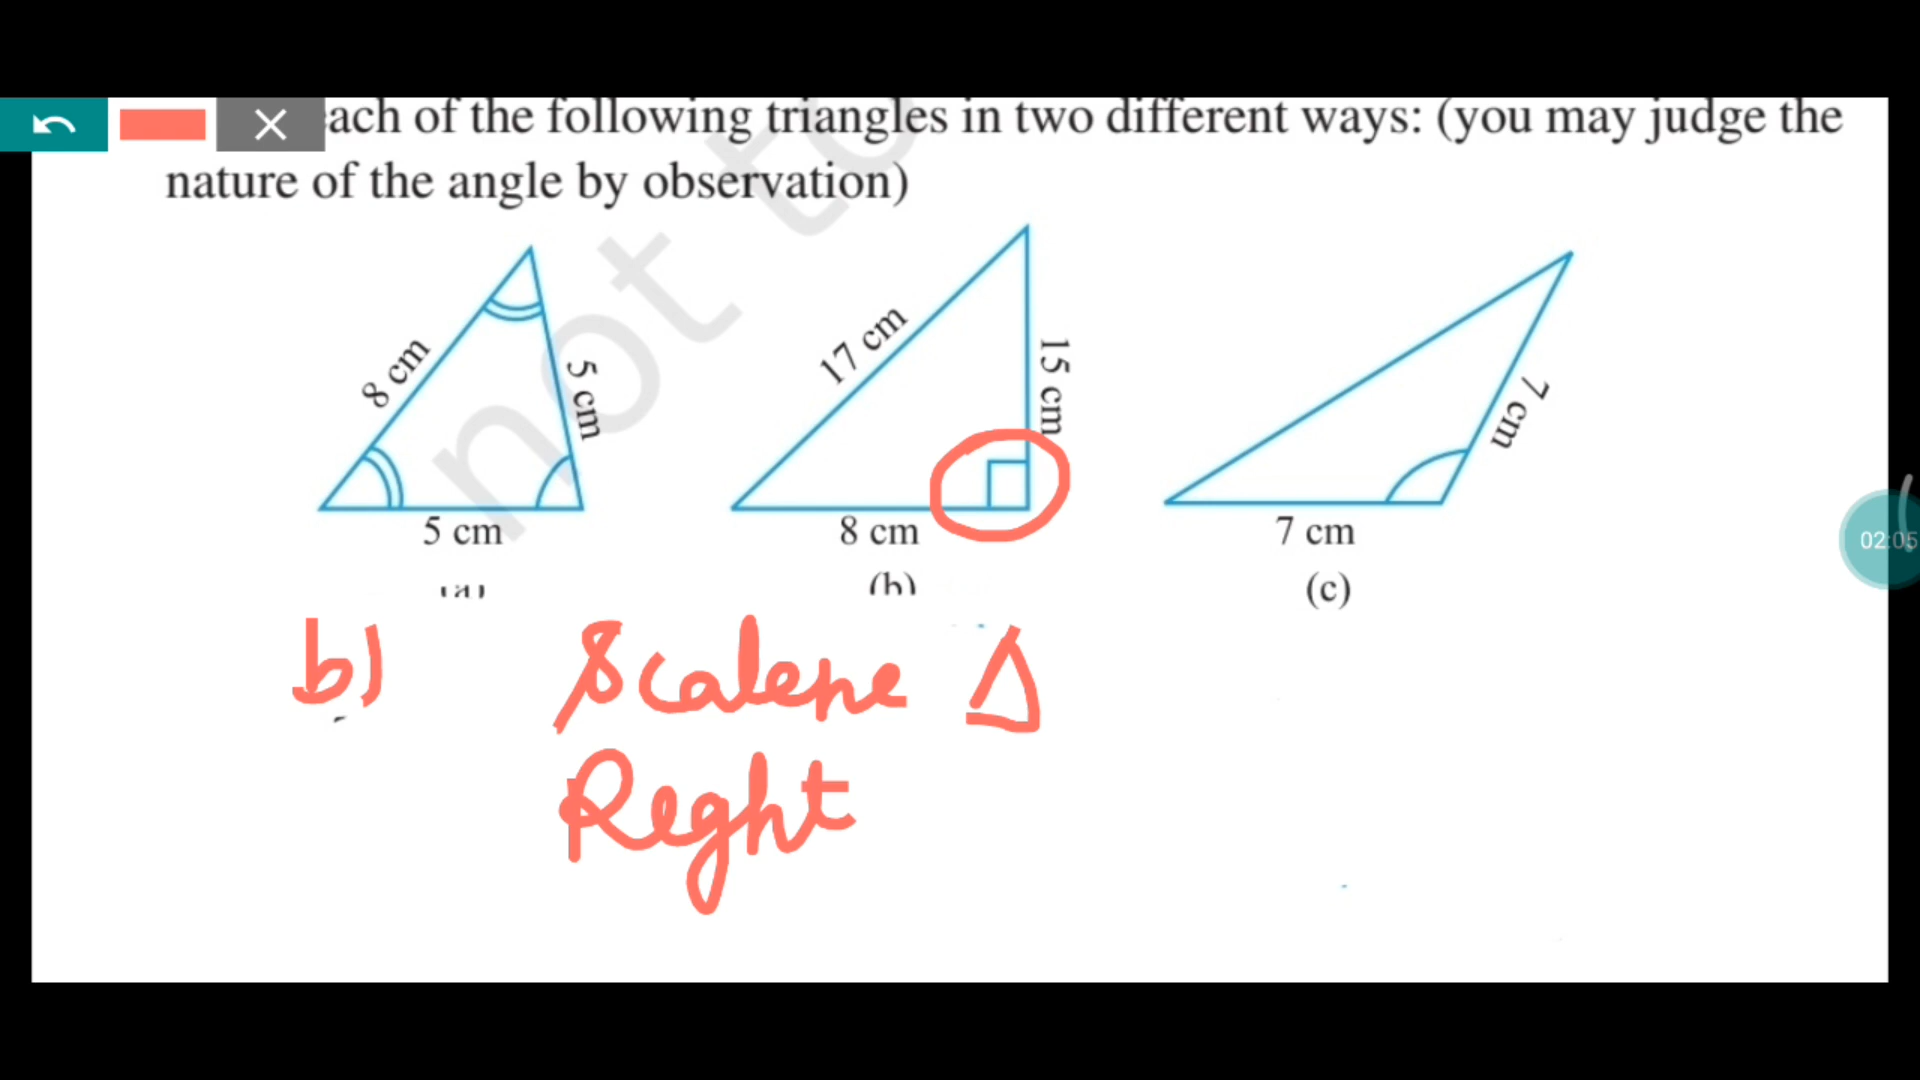 ach of the following triangles in two different ways: (you may judge the
nature of the angle by observation)
not to
8 cm
5 cm
5 cm
17 cm
15 cm
8 cm
7 cm
7 cm
(a)
(b)
(c)
02:05
b) Scalene Δ
Reght